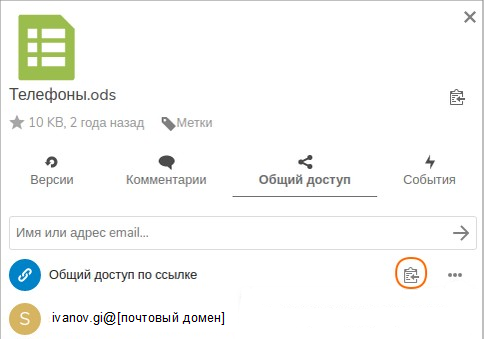 Телефоны.ods
10 KB, 2 года назад Метки
Версии Комментарии Общий доступ События
Имя или адрес email...
Общий доступ по ссылке
S ivanov.gi@[почтовый домен]